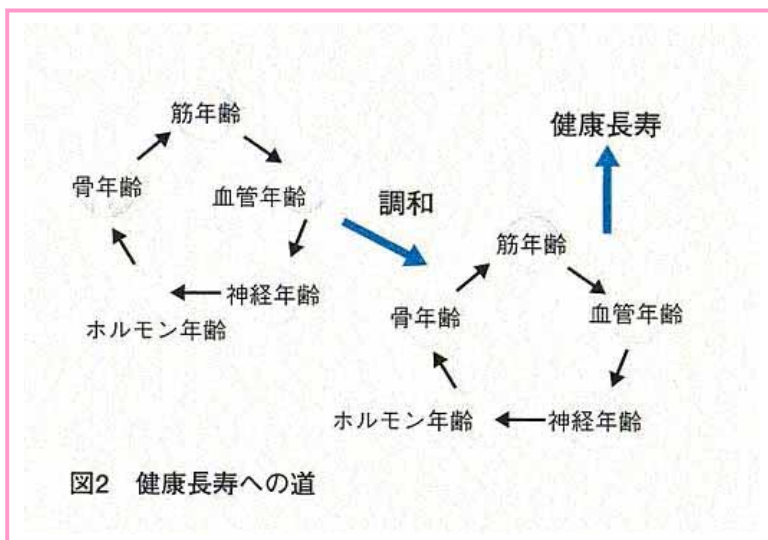 筋年齢
骨年齢
血管年齢
神経年齢
ホルモン年齢
調和
健康長寿
筋年齢
骨年齢
血管年齢
ホルモン年齢
神経年齢
図2 健康長寿への道